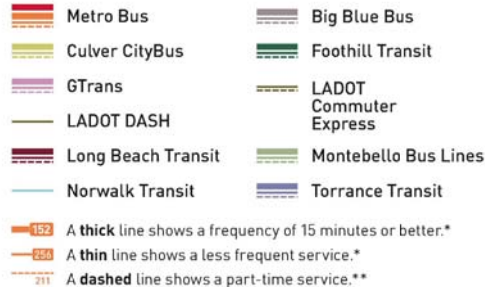 Metro Bus
Culver CityBus
GTrans
LADOT DASH
Long Beach Transit
Norwalk Transit
Big Blue Bus
Foothill Transit
LADOT
Commuter
Express
Montebello Bus Lines
Torrance Transit
152 A thick line shows a frequency of 15 minutes or better.*
256 A thin line shows a less frequent service.*
211 A dashed line shows a part-time service.**